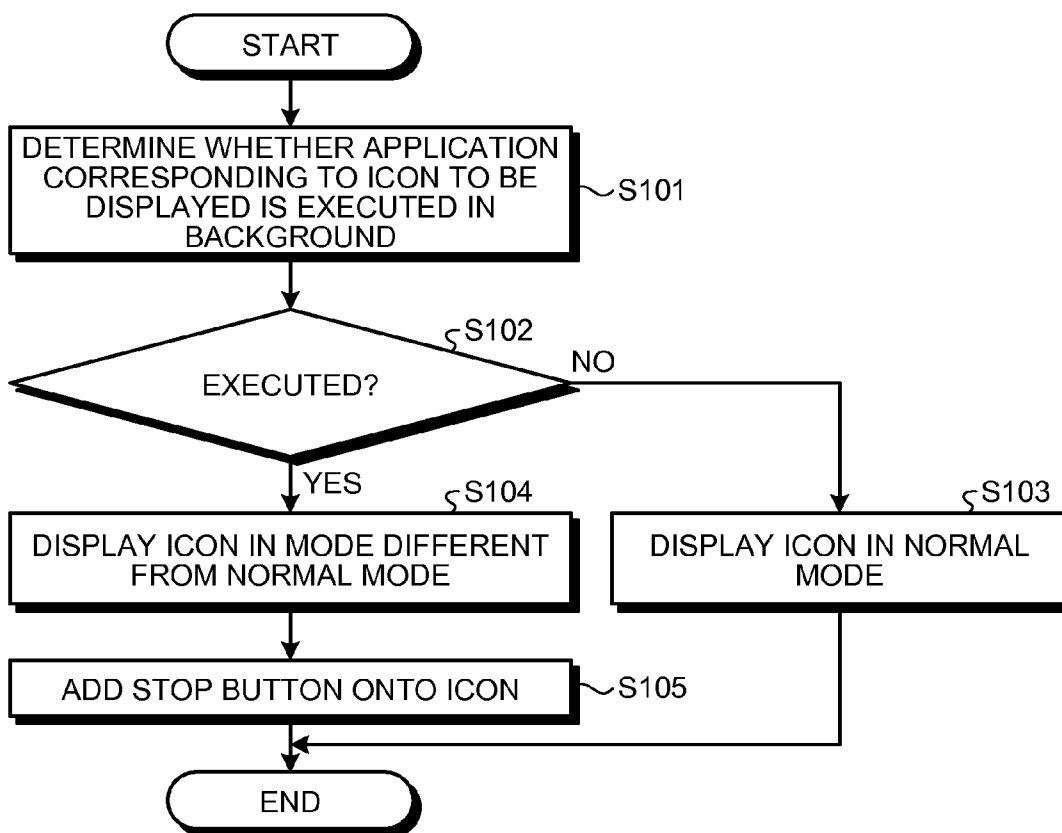 START
DETERMINE WHETHER APPLICATION
CORRESPONDING TO ICON TO BE
DISPLAYED IS EXECUTED IN
BACKGROUND
S101
S102
EXECUTED?
NO
YES
S104
DISPLAY ICON IN MODE DIFFERENT
FROM NORMAL MODE
S103
DISPLAY ICON IN NORMAL
MODE
ADD STOP BUTTON ONTO ICON
S105
END